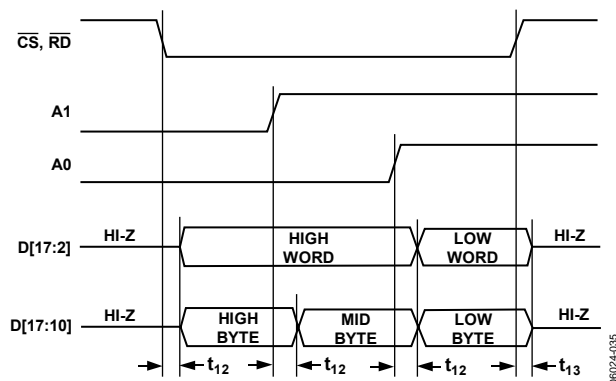 CS, RD
A1
A0
D[17:2] HI-Z HIGH WORD LOW WORD HI-Z
D[17:10] HI-Z HIGH BYTE MID BYTE LOW BYTE HI-Z
t12 t12 t12 t13
06024-035